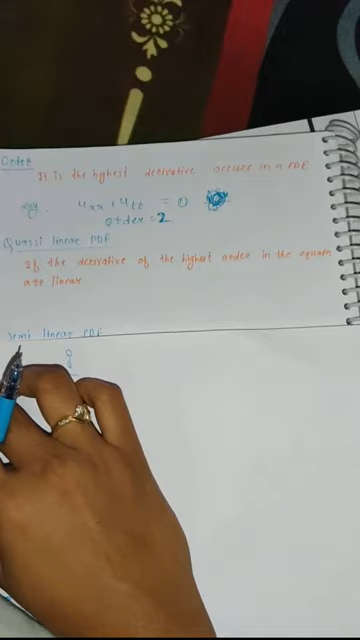 Order
It is the highest derivative occurs in a PDE
eg. uxx + utt = 0
order = 2
Quassi linear PDE
If the derivative of the highest order in the equation
are linear
Semi linear PDE